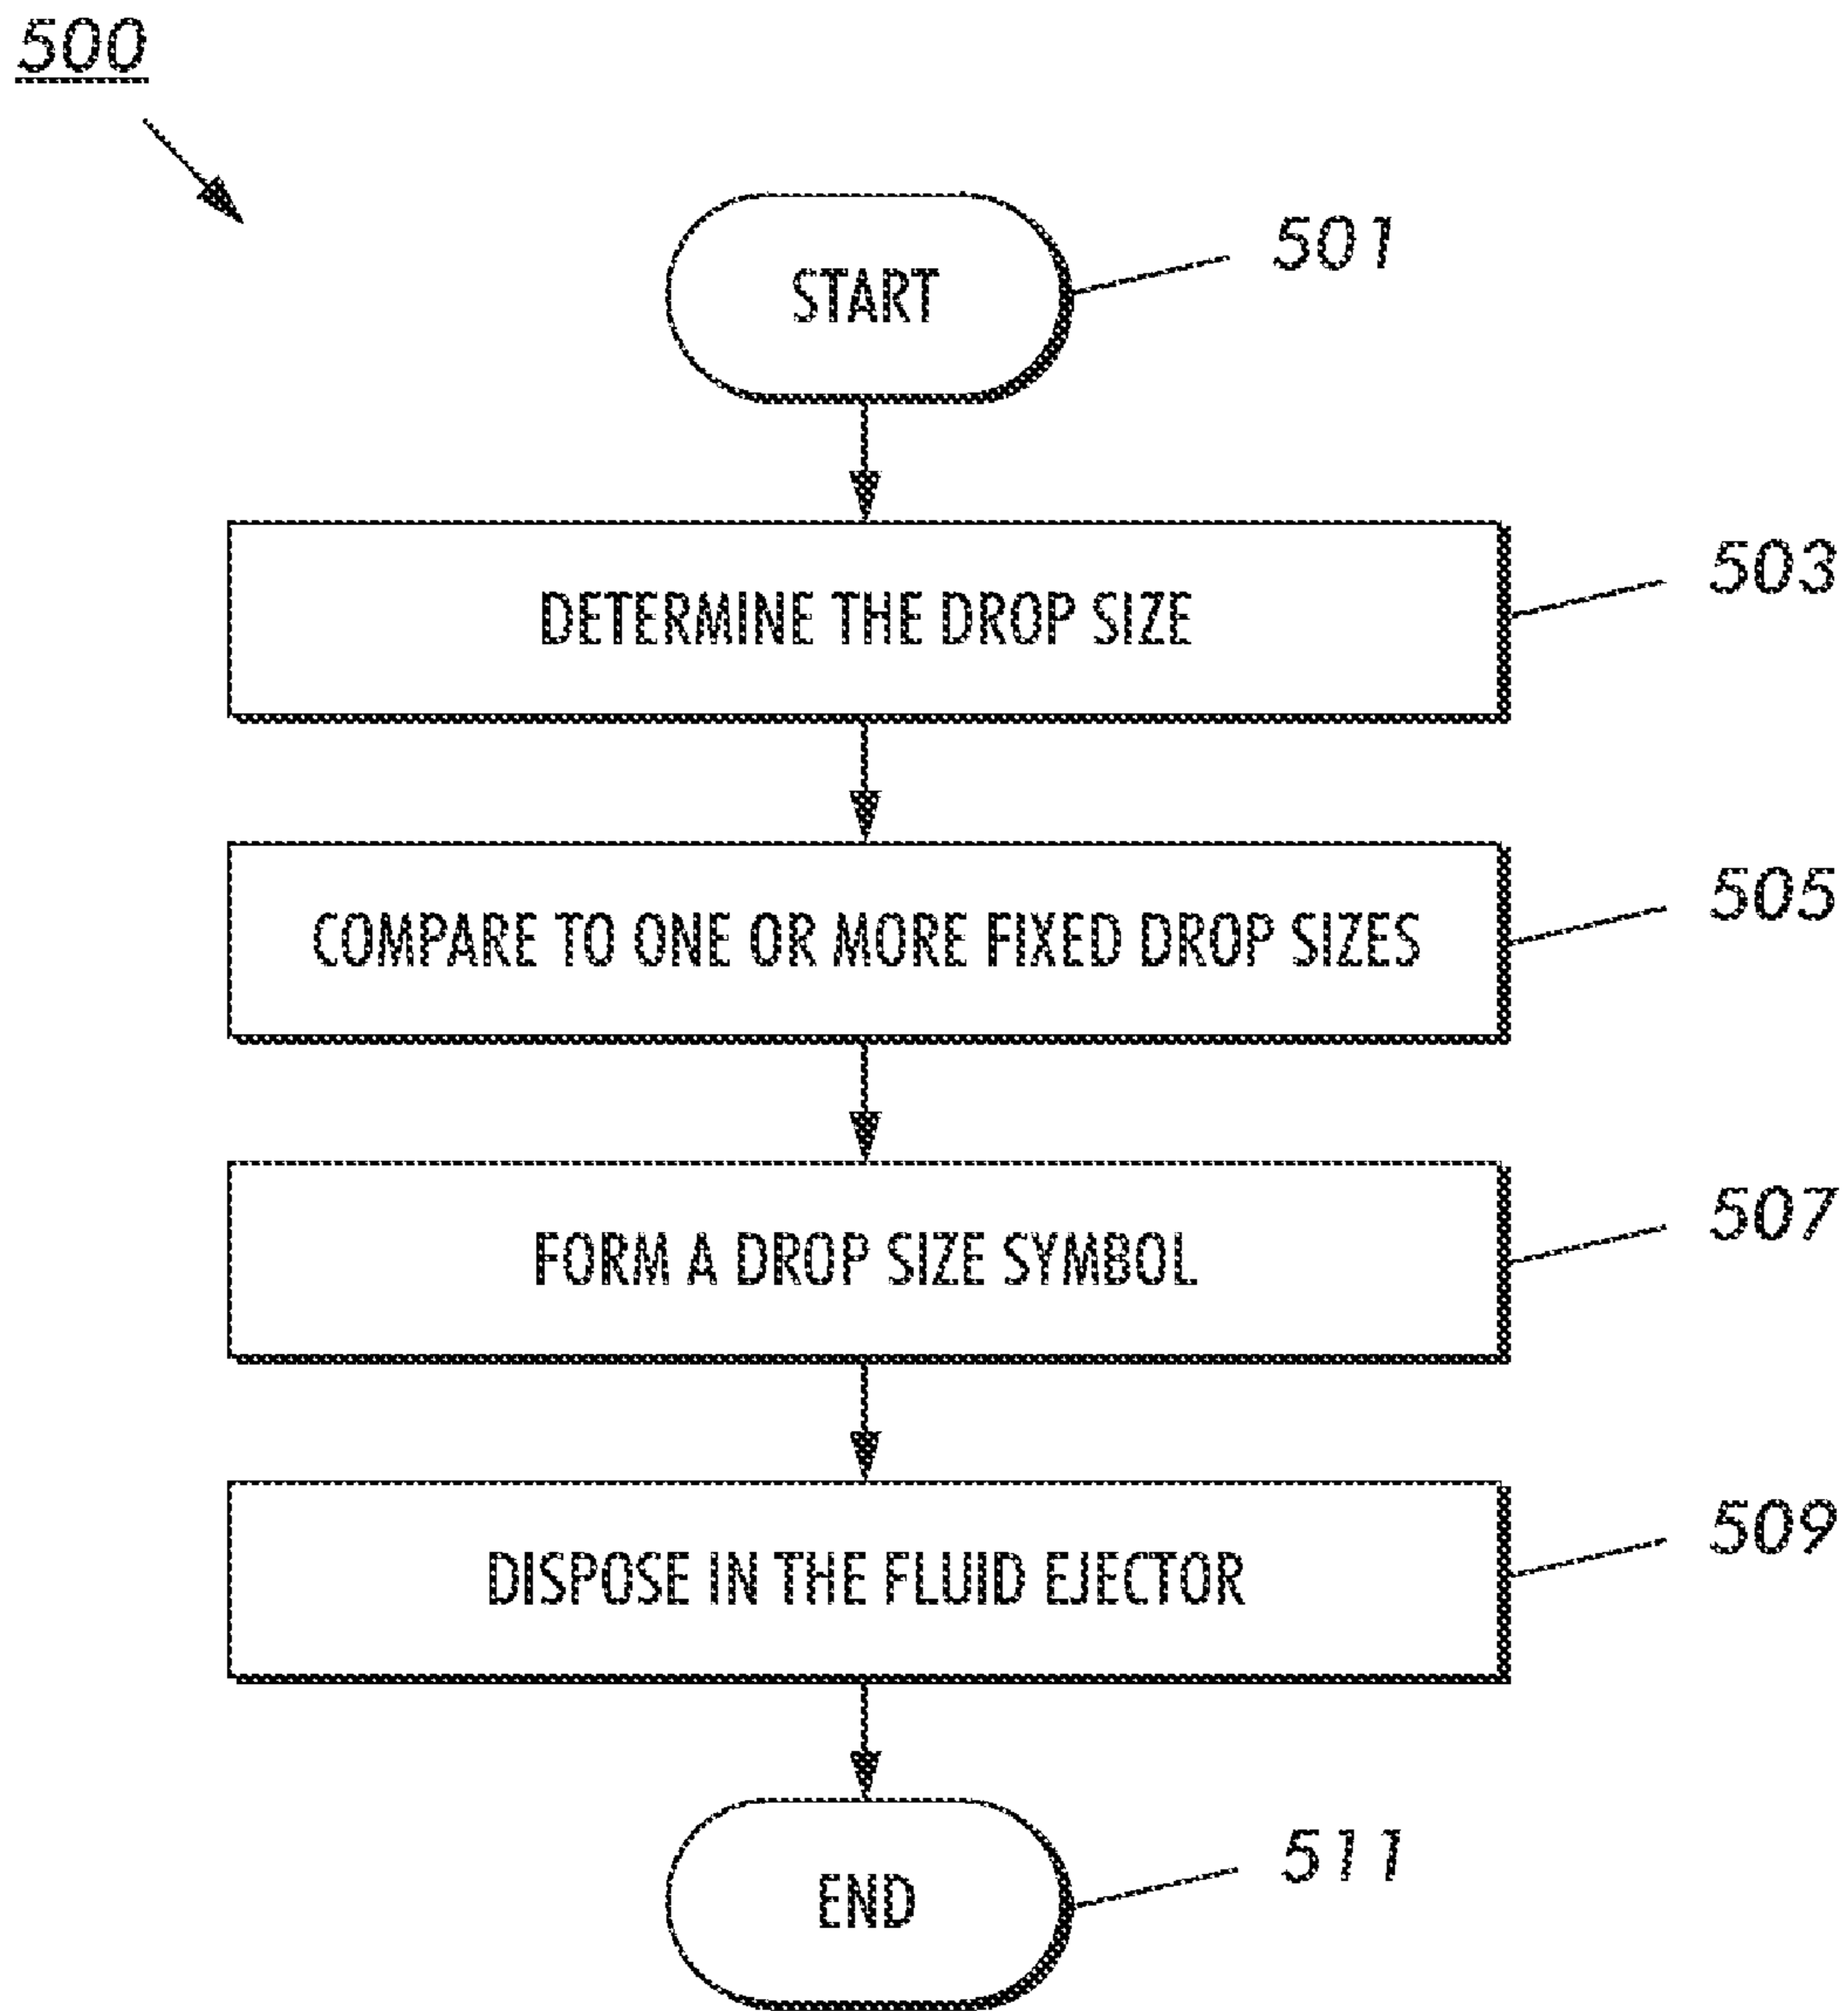 500
START
501
DETERMINE THE DROP SIZE
503
COMPARE TO ONE OR MORE FIXED DROP SIZES
505
FORM A DROP SIZE SYMBOL
507
DISPOSE IN THE FLUID EJECTOR
509
END
511